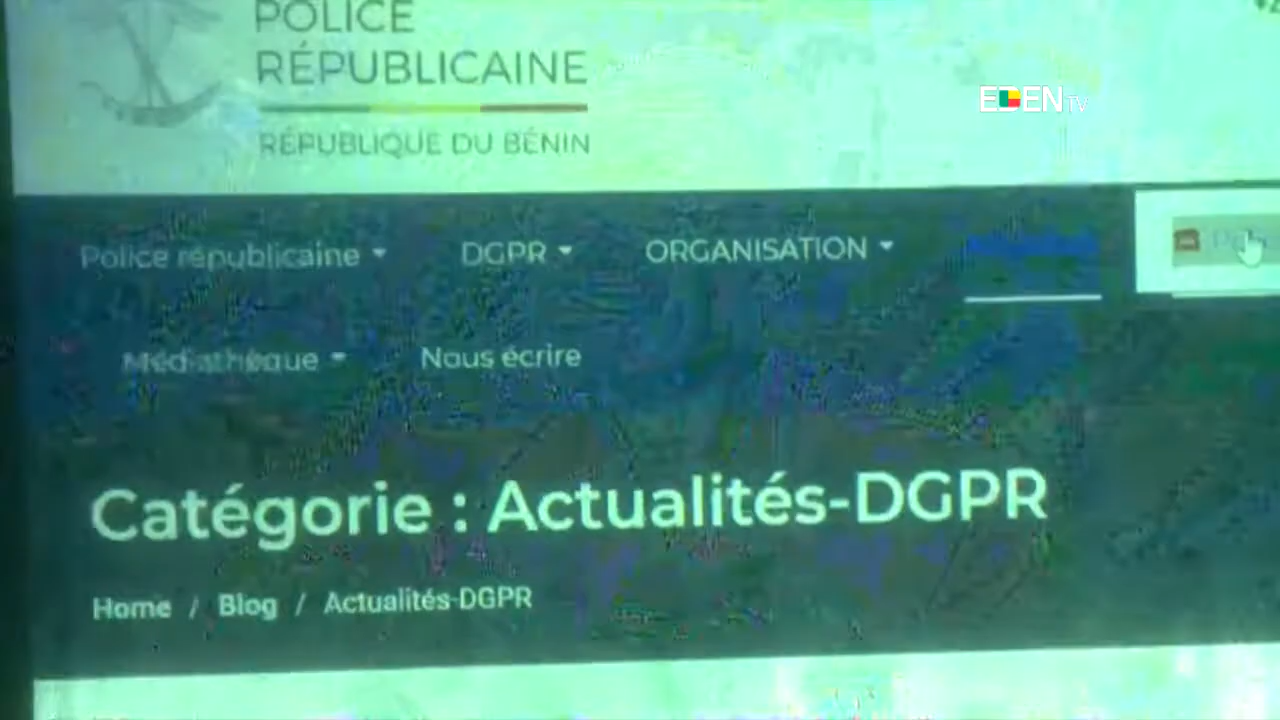 POLICE
RÉPUBLICAINE
RÉPUBLIQUE DU BÉNIN
EDEN TV
Police républicaine DGPR ORGANISATION
Médiathèque Nous écrire
Catégorie : Actualités-DGPR
Home / Blog / Actualités-DGPR